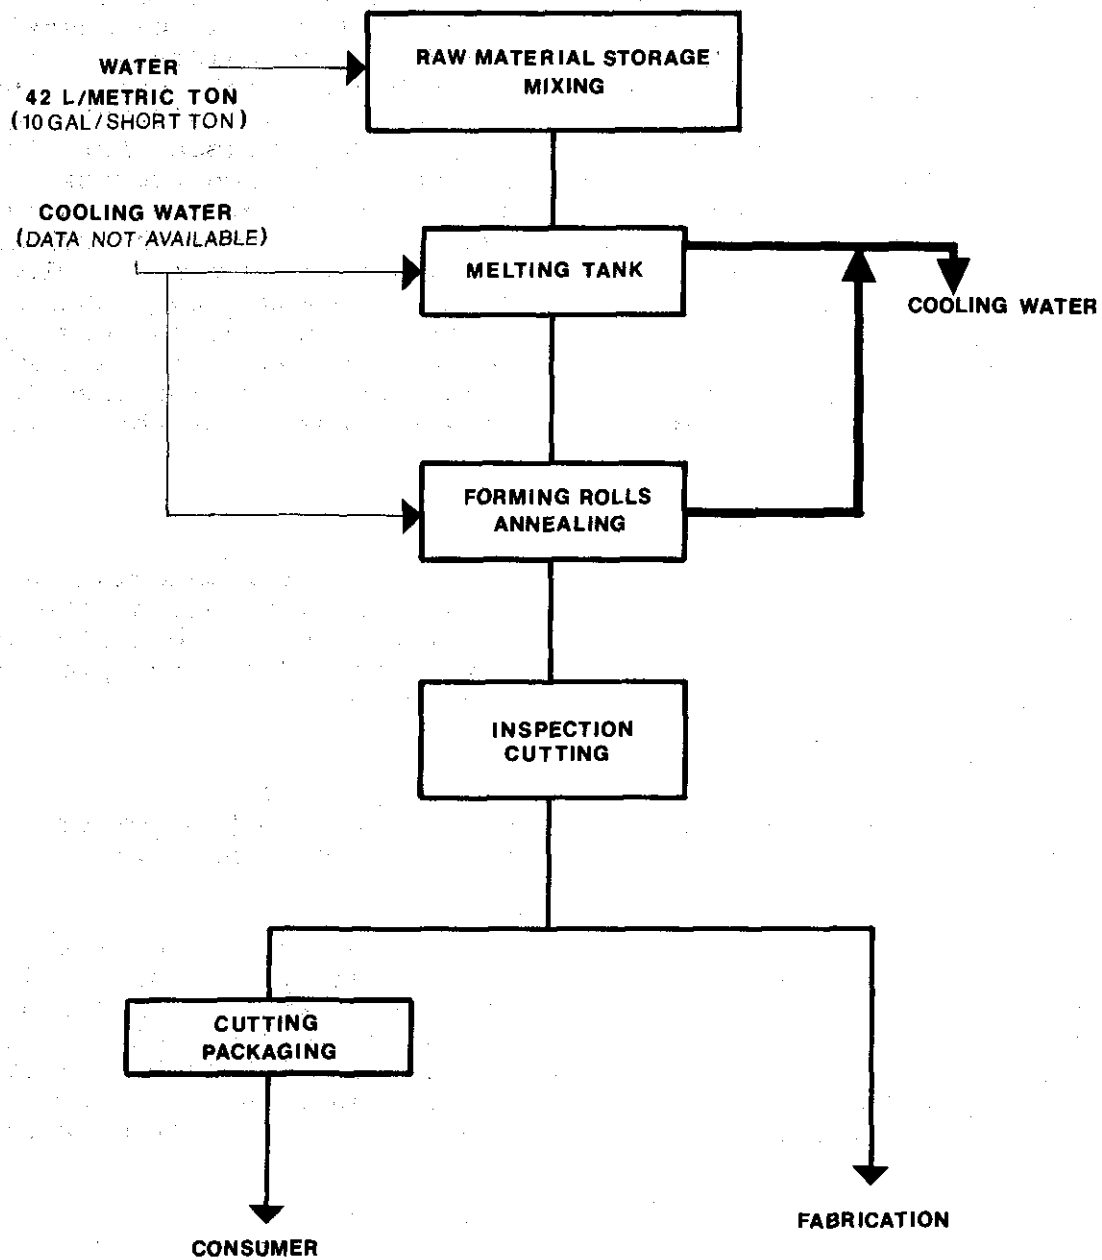 RAW MATERIAL STORAGE
MIXING
WATER
42 L/METRIC TON
(10 GAL/SHORT TON)
COOLING WATER
(DATA NOT AVAILABLE)
MELTING TANK
COOLING WATER
FORMING ROLLS
ANNEALING
INSPECTION
CUTTING
CUTTING
PACKAGING
CONSUMER
FABRICATION